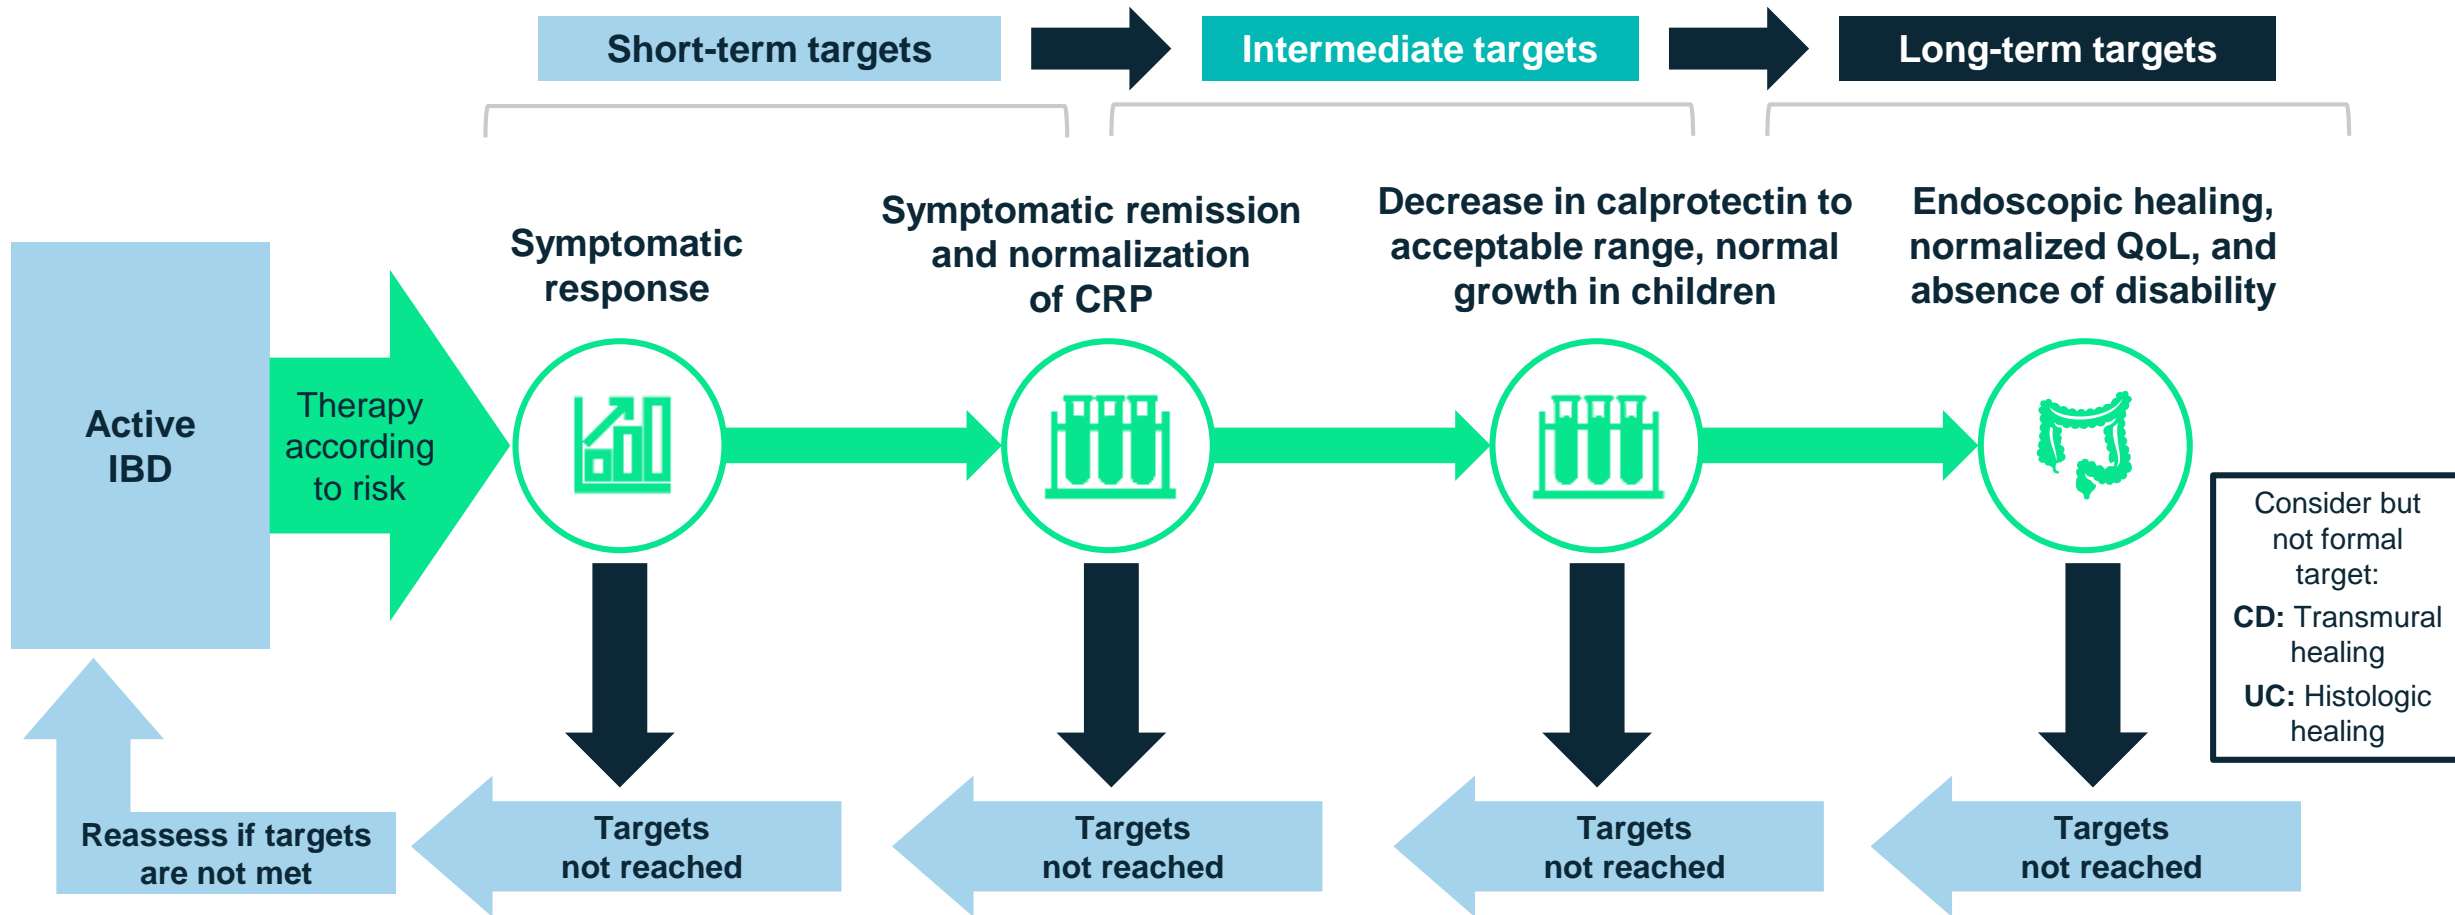 Short-term targets
Intermediate targets
Long-term targets
Active
IBD
Therapy
according
to risk
Symptomatic
response
Symptomatic remission
and normalization
of CRP
Decrease in calprotectin to
acceptable range, normal
growth in children
Endoscopic healing,
normalized QoL, and
absence of disability
Consider but
not formal
target:
CD: Transmural
healing
UC: Histologic
healing
Reassess if targets
are not met
Targets
not reached
Targets
not reached
Targets
not reached
Targets
not reached